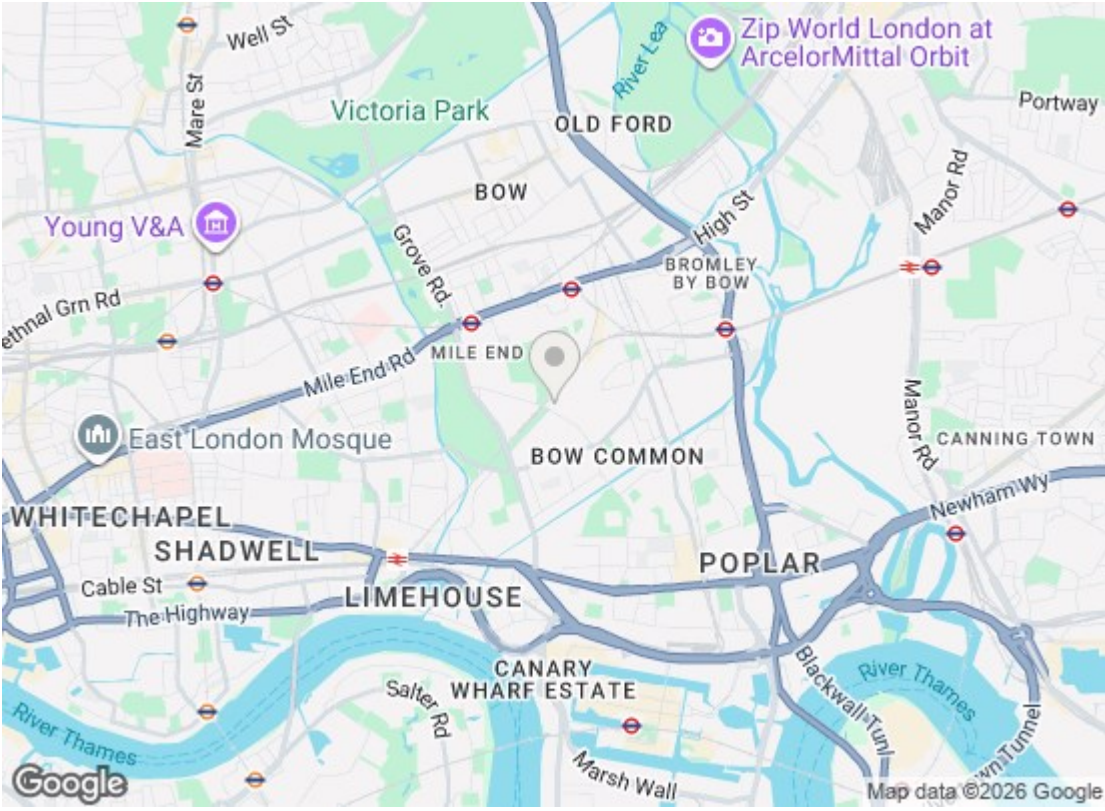 Well St
Mare St
River Lea
Zip World London at
ArcelorMittal Orbit
Victoria Park
OLD FORD
Portway
BOW
Manor Rd
Young V&A
Grove Rd.
High St
BROMLEY
BY BOW
ethnal Grn Rd
MILE END
Mile End Rd
East London Mosque
BOW COMMON
Manor Rd
CANNING TOWN
Newham Wy
WHITECHAPEL
SHADWELL
POPLAR
Cable St
LIMEHOUSE
The Highway
CANARY
WHARF ESTATE
Salter Rd
Blackwall Tunl
River Thames
River Thames
Marsh Wall
own Tunnel
Google
Map data ©2026 Google